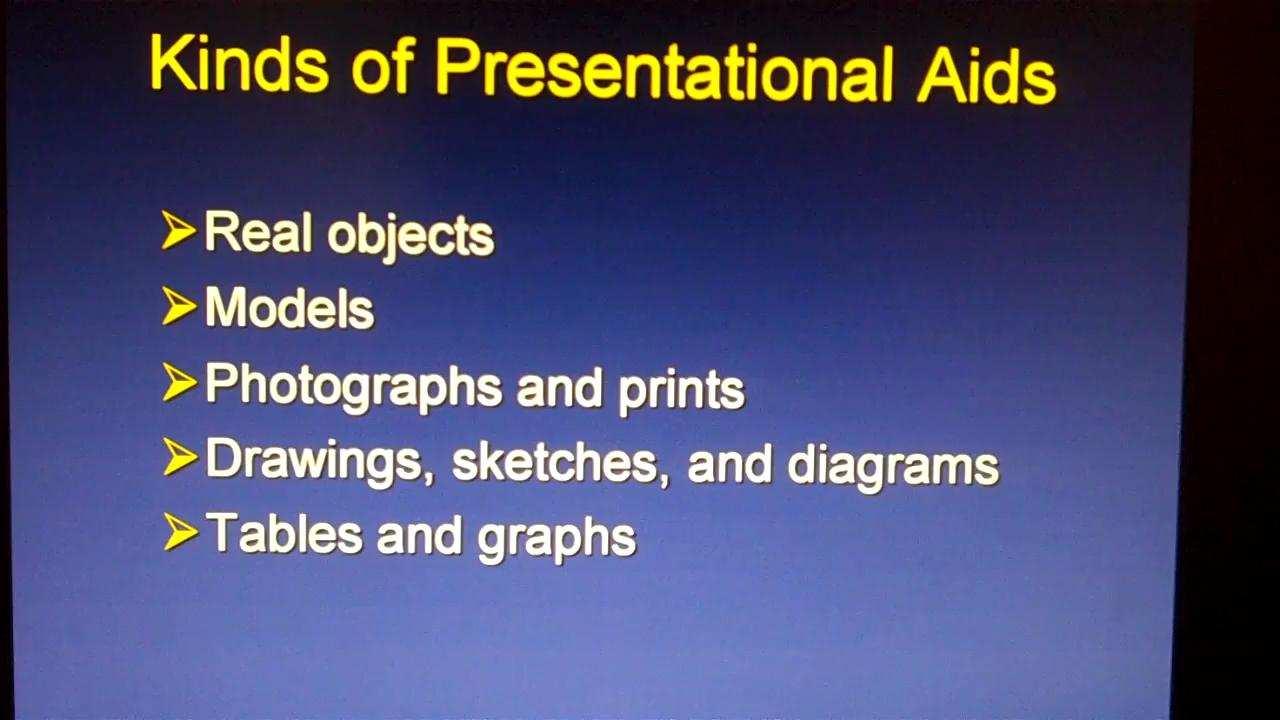 Kinds of Presentational Aids
Real objects
Models
Photographs and prints
Drawings, sketches, and diagrams
Tables and graphs